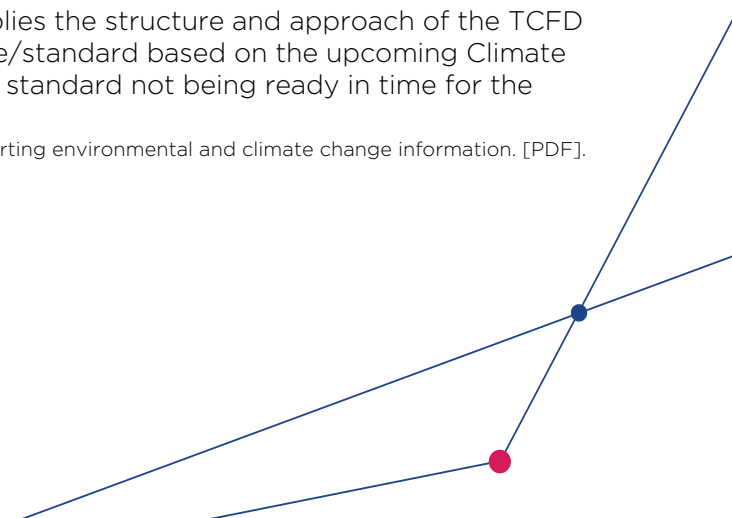 plies the structure and approach of the TCFD
e/standard based on the upcoming Climate
standard not being ready in time for the
rting environmental and climate change information. [PDF].